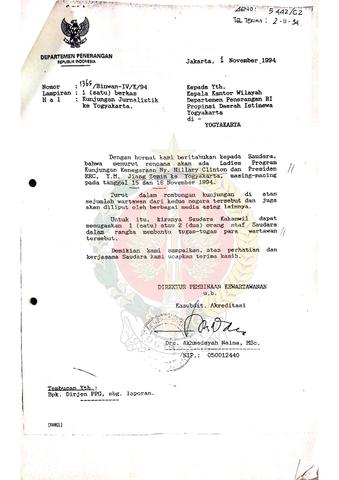 AGNO: 5442/C2
TGL TERIMA: 2-11-94
DEPARTEMEN PENERANGAN
REPUBLIK INDONESIA
Jakarta, 1 November 1994
Nomor : 1365/Binwan-IV/K/94
Lampiran : 1 (satu) berkas
H a l : Kunjungan Jurnalistik
ke Yogyakarta.
Kepada Yth.
Kepala Kantor Wilayah
Departemen Penerangan RI
Propinsi Daerah Istimewa
Yogyakarta
di -
YOGYAKARTA
Dengan hormat kami beritahukan kepada Saudara,
bahwa menurut rencana akan ada Ladies Program
Kunjungan Kenegaraan Ny. Hillary Clinton dan Presiden
RRC, Y.M. Jiang Zemin ke Yogyakarta, masing-masing
pada tanggal 15 dan 16 November 1994.
Turut dalam rombongan kunjungan di atas
sejumlah wartawan dari kedua negara tersebut dan juga
akan diliput oleh berbagai media asing lainnya.
Untuk itu, kiranya Saudara Kakanwil dapat
menugaskan 1 (satu) atau 2 (dua) orang staf Saudara
dalam rangka membantu tugas-tugas para wartawan
tersebut.
Demikian kami sampaikan, atas perhatian dan
kerjasama Saudara kami ucapkan terima kasih.
DIREKTUR PEMBINAAN KEWARTAWANAN
u.b.
Kasubdit. Akreditasi
Drs. Akhmadsyah Naina, MSc.
NIP.: 050012440
Tembusan Yth.:
Bpk. Dirjen PPG, sbg. laporan.